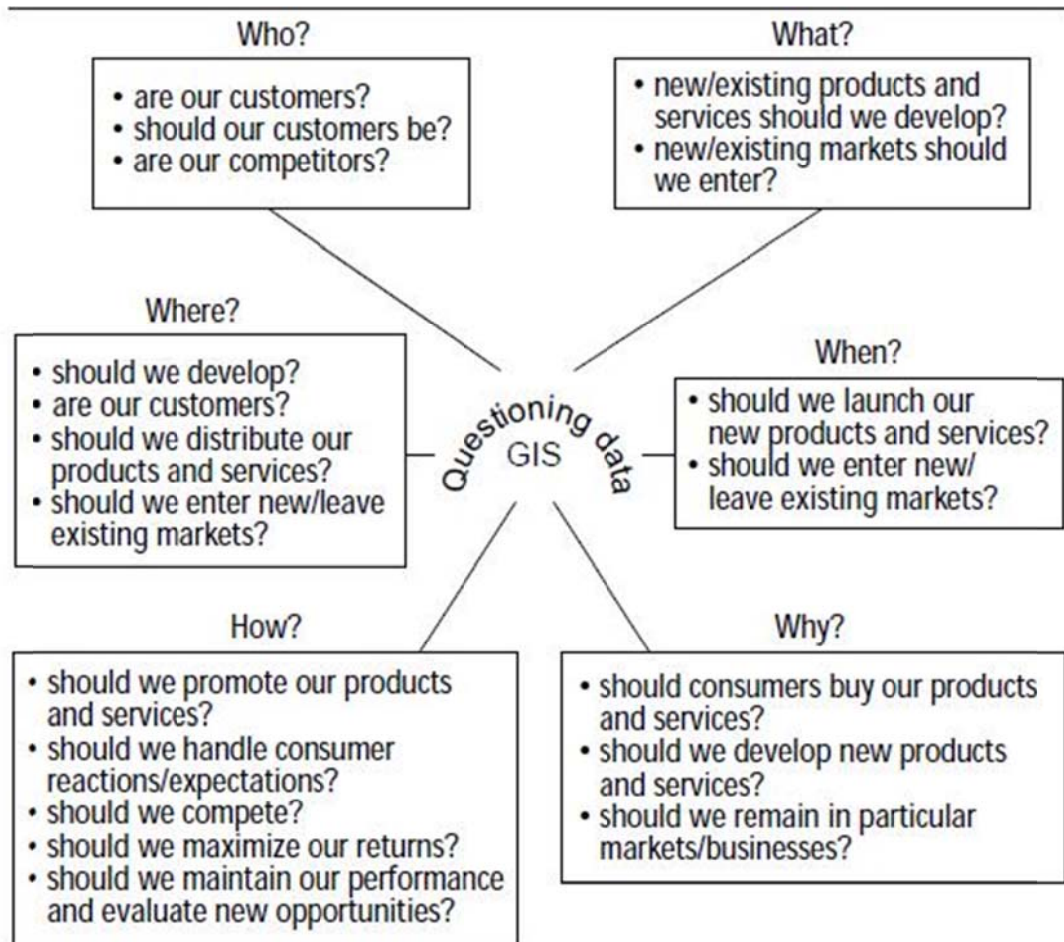 Who?
• are our customers?
• should our customers be?
• are our competitors?
What?
• new/existing products and
services should we develop?
• new/existing markets should
we enter?
Where?
• should we develop?
• are our customers?
• should we distribute our
products and services?
• should we enter new/leave
existing markets?
Questioning data
GIS
When?
• should we launch our
new products and services?
• should we enter new/
leave existing markets?
How?
• should we promote our products
and services?
• should we handle consumer
reactions/expectations?
• should we compete?
• should we maximize our returns?
• should we maintain our performance
and evaluate new opportunities?
Why?
• should consumers buy our products
and services?
• should we develop new products
and services?
• should we remain in particular
markets/businesses?